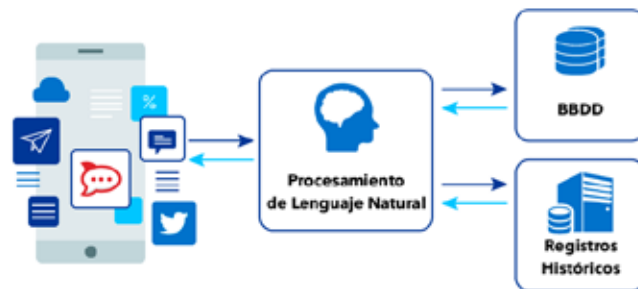 %
BBDD
Procesamiento
de Lenguaje Natural
Registros
Históricos